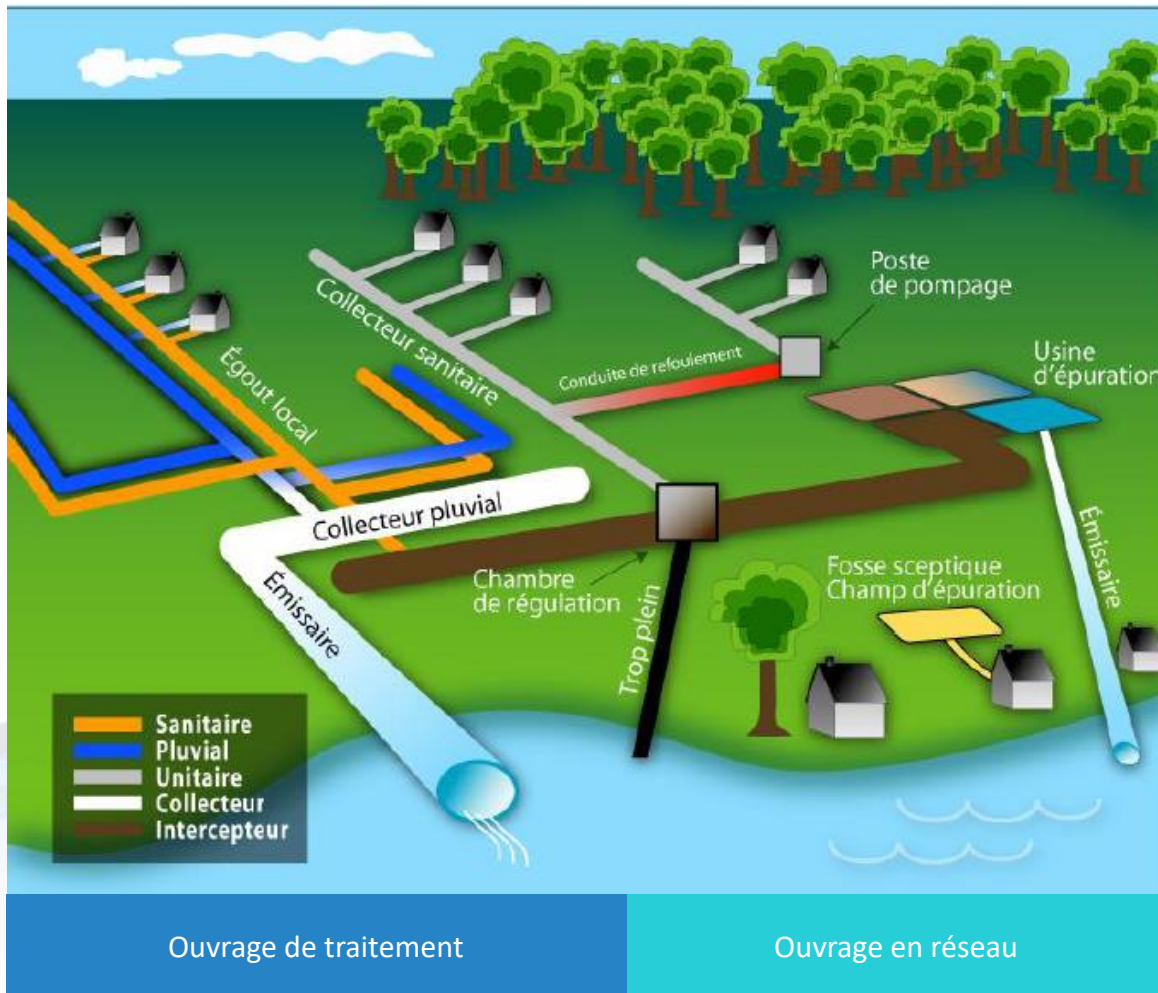 Poste
de pompage
Usine
d'épuration
Collecteur sanitaire
Conduite de refoulement
Égout local
Collecteur pluvial
Émissaire
Chambre
de régulation
Trop plein
Fosse sceptique
Champ d'épuration
Émissaire
Sanitaire
Pluvial
Unitaire
Collecteur
Intercepteur
Ouvrage de traitement
Ouvrage en réseau